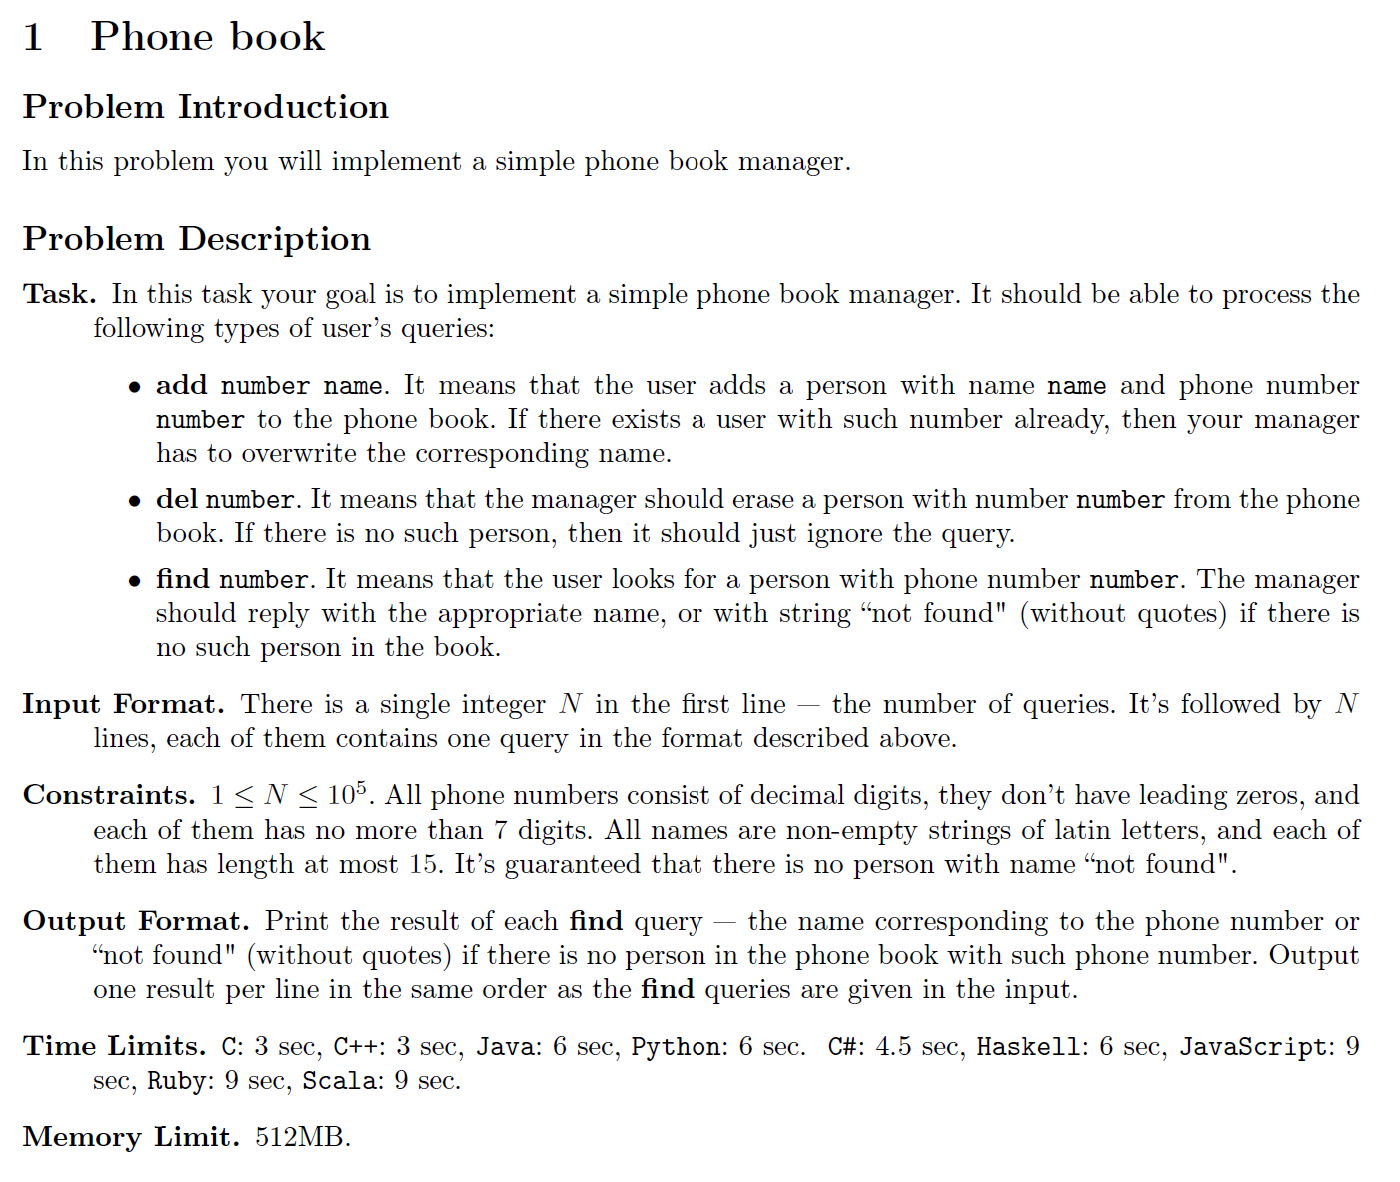 1 Phone book
Problem Introduction
In this problem you will implement a simple phone book manager.
Problem Description
Task. In this task your goal is to implement a simple phone book manager. It should be able to process the
following types of user's queries:
• add number name. It means that the user adds a person with name name and phone number
number to the phone book. If there exists a user with such number already, then your manager
has to overwrite the corresponding name.
• del number. It means that the manager should erase a person with number number from the phone
book. If there is no such person, then it should just ignore the query.
• find number. It means that the user looks for a person with phone number number. The manager
should reply with the appropriate name, or with string “not found" (without quotes) if there is
no such person in the book.
Input Format. There is a single integer N in the first line — the number of queries. It's followed by N
lines, each of them contains one query in the format described above.
Constraints. 1 ≤ N ≤ 10⁵. All phone numbers consist of decimal digits, they don't have leading zeros, and
each of them has no more than 7 digits. All names are non-empty strings of latin letters, and each of
them has length at most 15. It's guaranteed that there is no person with name “not found".
Output Format. Print the result of each find query — the name corresponding to the phone number or
“not found" (without quotes) if there is no person in the phone book with such phone number. Output
one result per line in the same order as the find queries are given in the input.
Time Limits. C: 3 sec, C++: 3 sec, Java: 6 sec, Python: 6 sec. C#: 4.5 sec, Haskell: 6 sec, JavaScript: 9
sec, Ruby: 9 sec, Scala: 9 sec.
Memory Limit. 512MB.